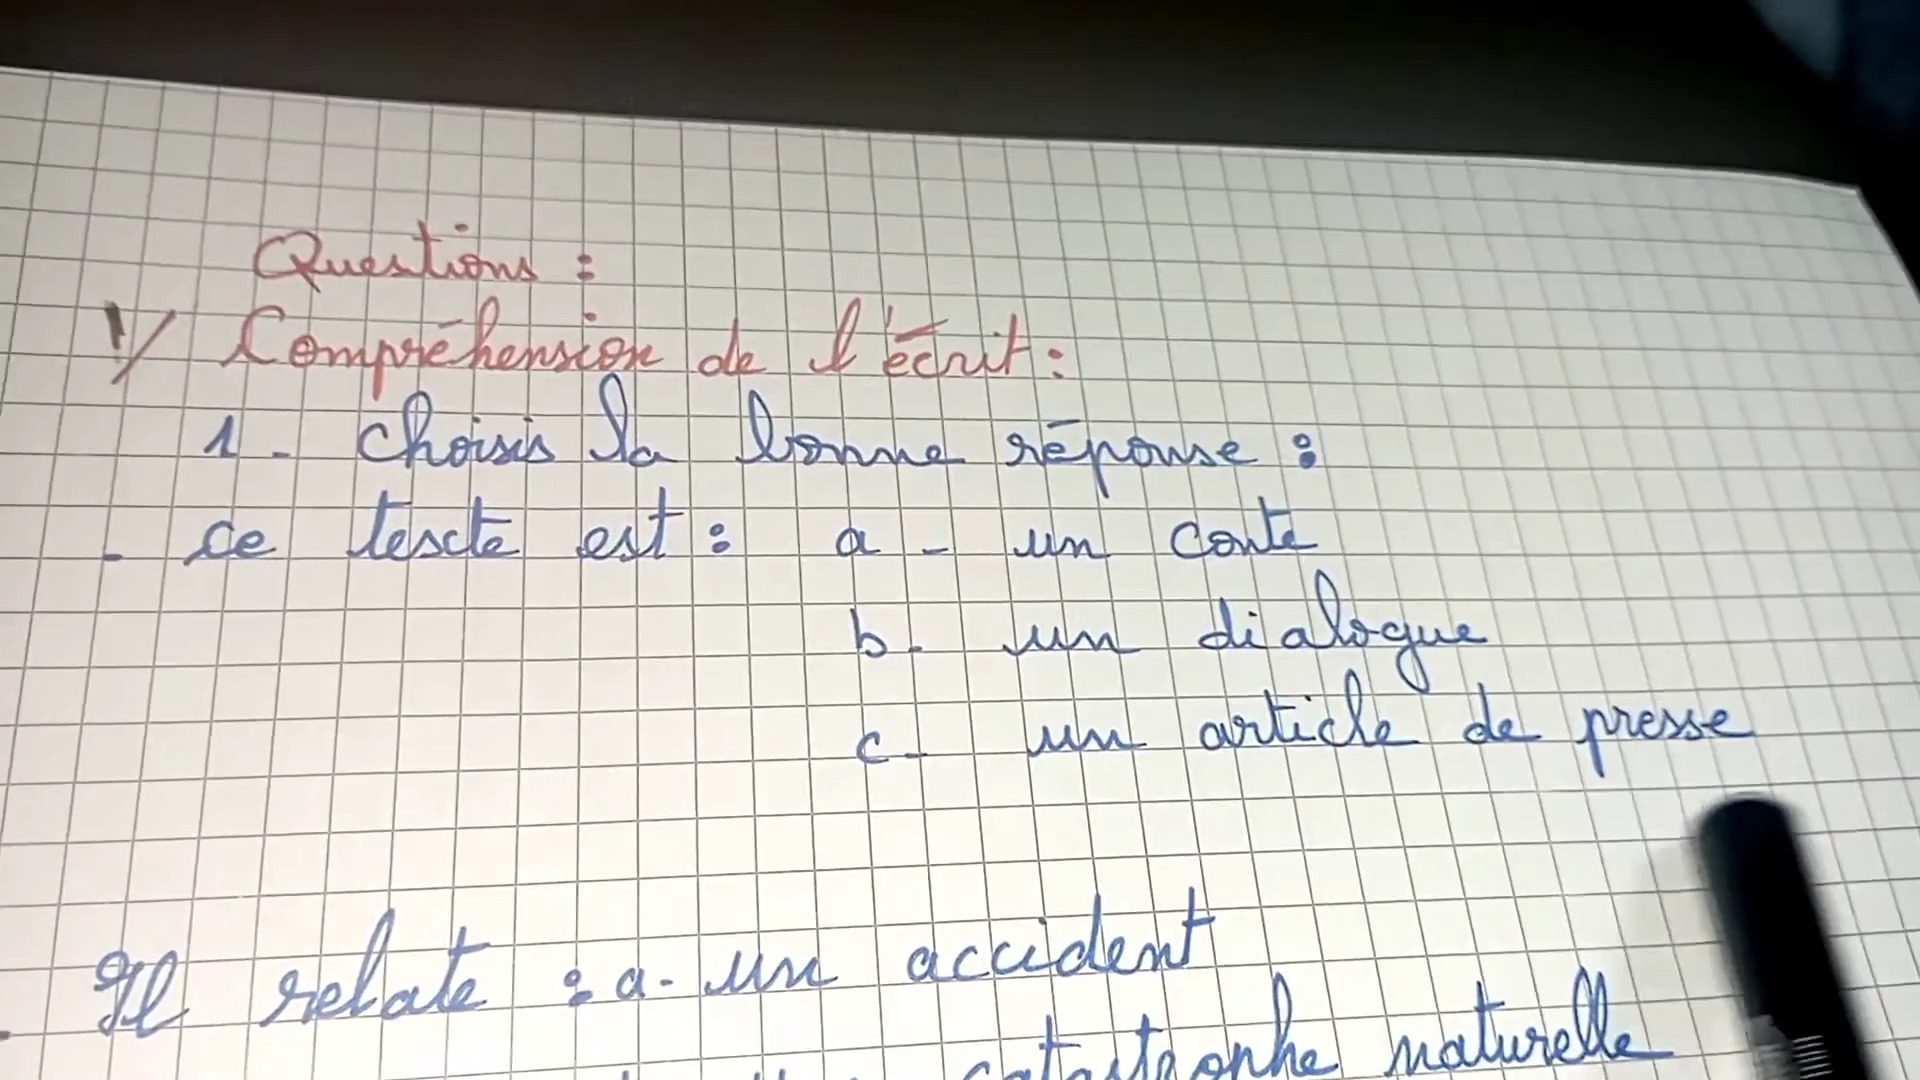 Questions :
1/ Compréhension de l'écrit :
1 - choisis la bonne réponse :
- ce texte est : a - un conte
b - un dialogue
c - un article de presse
- Il relate : a - un accident
catastrophe naturelle